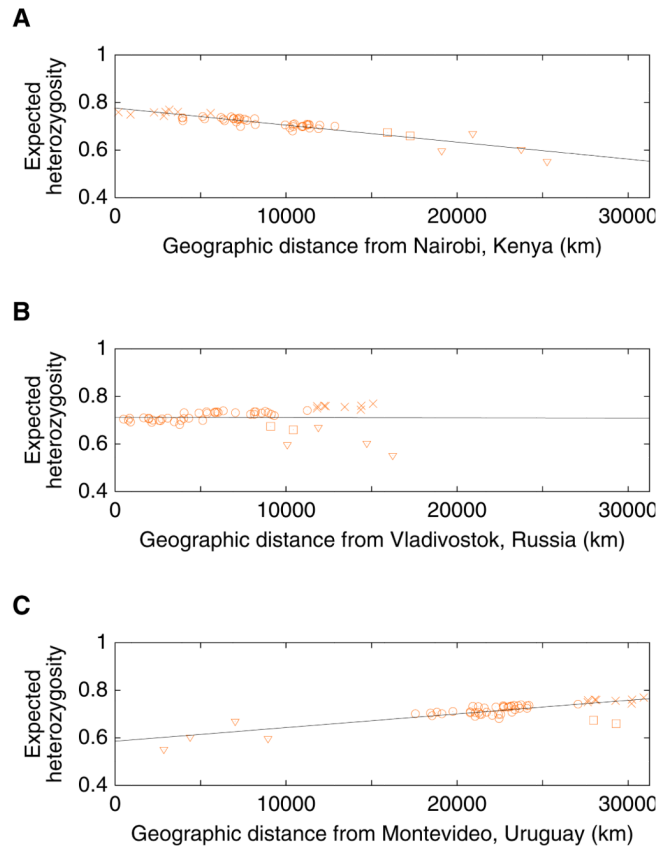 A
1
0.8
0.6
0.4
Expected
heterozygosity
0
10000
20000
30000
Geographic distance from Nairobi, Kenya (km)
B
1
0.8
0.6
0.4
Expected
heterozygosity
0
10000
20000
30000
Geographic distance from Vladivostok, Russia (km)
C
1
0.8
0.6
0.4
Expected
heterozygosity
0
10000
20000
30000
Geographic distance from Montevideo, Uruguay (km)